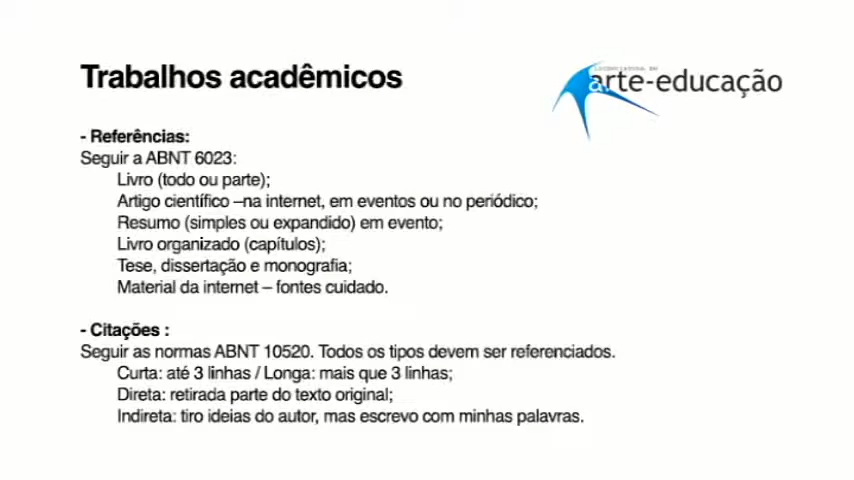 Trabalhos acadêmicos
arte-educação
- Referências:
Seguir a ABNT 6023:
Livro (todo ou parte);
Artigo científico –na internet, em eventos ou no periódico;
Resumo (simples ou expandido) em evento;
Livro organizado (capítulos);
Tese, dissertação e monografia;
Material da internet – fontes cuidado.
- Citações :
Seguir as normas ABNT 10520. Todos os tipos devem ser referenciados.
Curta: até 3 linhas / Longa: mais que 3 linhas;
Direta: retirada parte do texto original;
Indireta: tiro ideias do autor, mas escrevo com minhas palavras.